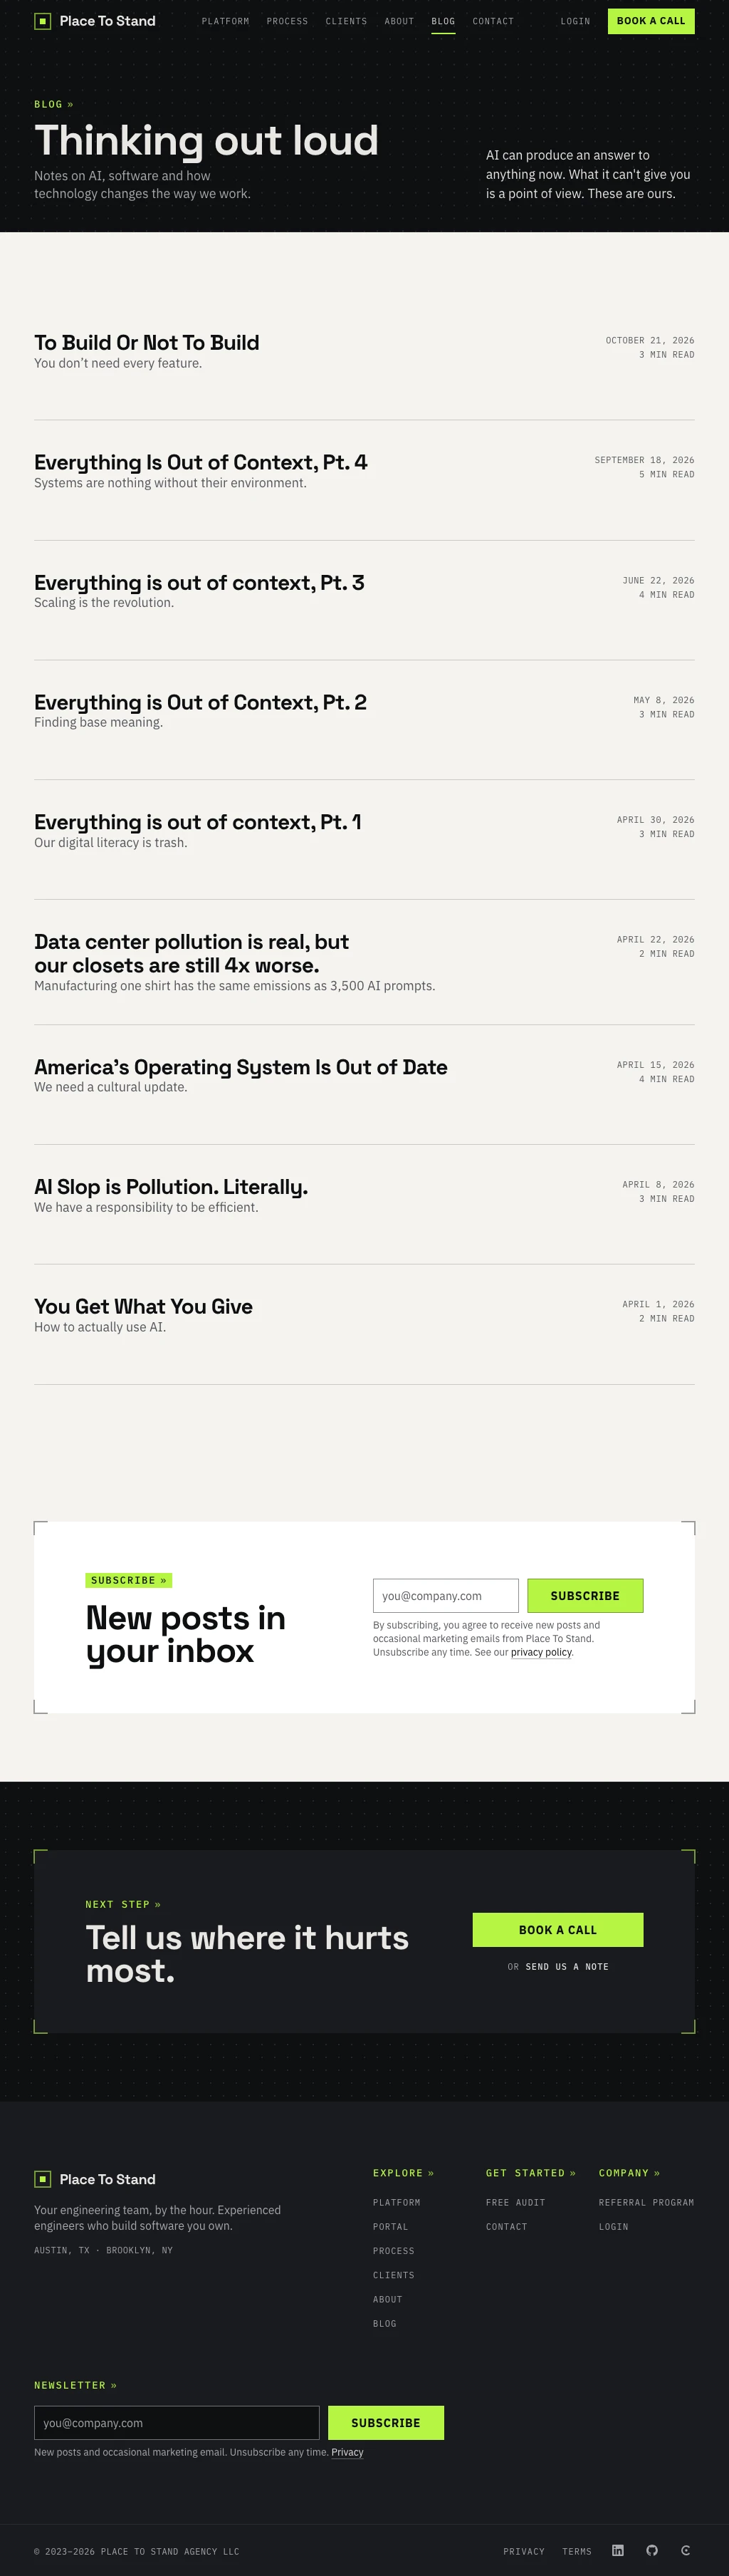 Place To Stand
PLATFORM PROCESS CLIENTS ABOUT BLOG CONTACT LOGIN BOOK A CALL
BLOG »
Thinking out loud
Notes on AI, software and how
technology changes the way we work.
AI can produce an answer to
anything now. What it can't give you
is a point of view. These are ours.
To Build Or Not To Build
You don’t need every feature.
OCTOBER 21, 2026
3 MIN READ
Everything Is Out of Context, Pt. 4
Systems are nothing without their environment.
SEPTEMBER 18, 2026
5 MIN READ
Everything is out of context, Pt. 3
Scaling is the revolution.
JUNE 22, 2026
4 MIN READ
Everything is Out of Context, Pt. 2
Finding base meaning.
MAY 8, 2026
3 MIN READ
Everything is out of context, Pt. 1
Our digital literacy is trash.
APRIL 30, 2026
3 MIN READ
Data center pollution is real, but
our closets are still 4x worse.
Manufacturing one shirt has the same emissions as 3,500 AI prompts.
APRIL 22, 2026
2 MIN READ
America’s Operating System Is Out of Date
We need a cultural update.
APRIL 15, 2026
4 MIN READ
AI Slop is Pollution. Literally.
We have a responsibility to be efficient.
APRIL 8, 2026
3 MIN READ
You Get What You Give
How to actually use AI.
APRIL 1, 2026
2 MIN READ
SUBSCRIBE »
New posts in
your inbox
you@company.com
SUBSCRIBE
By subscribing, you agree to receive new posts and
occasional marketing emails from Place To Stand.
Unsubscribe any time. See our privacy policy.
NEXT STEP »
Tell us where it hurts
most.
BOOK A CALL
OR SEND US A NOTE
Place To Stand
Your engineering team, by the hour. Experienced
engineers who build software you own.
AUSTIN, TX · BROOKLYN, NY
EXPLORE »
PLATFORM
PORTAL
PROCESS
CLIENTS
ABOUT
BLOG
GET STARTED »
FREE AUDIT
CONTACT
COMPANY »
REFERRAL PROGRAM
LOGIN
NEWSLETTER »
you@company.com
SUBSCRIBE
New posts and occasional marketing email. Unsubscribe any time. Privacy
© 2023–2026 PLACE TO STAND AGENCY LLC
PRIVACY TERMS